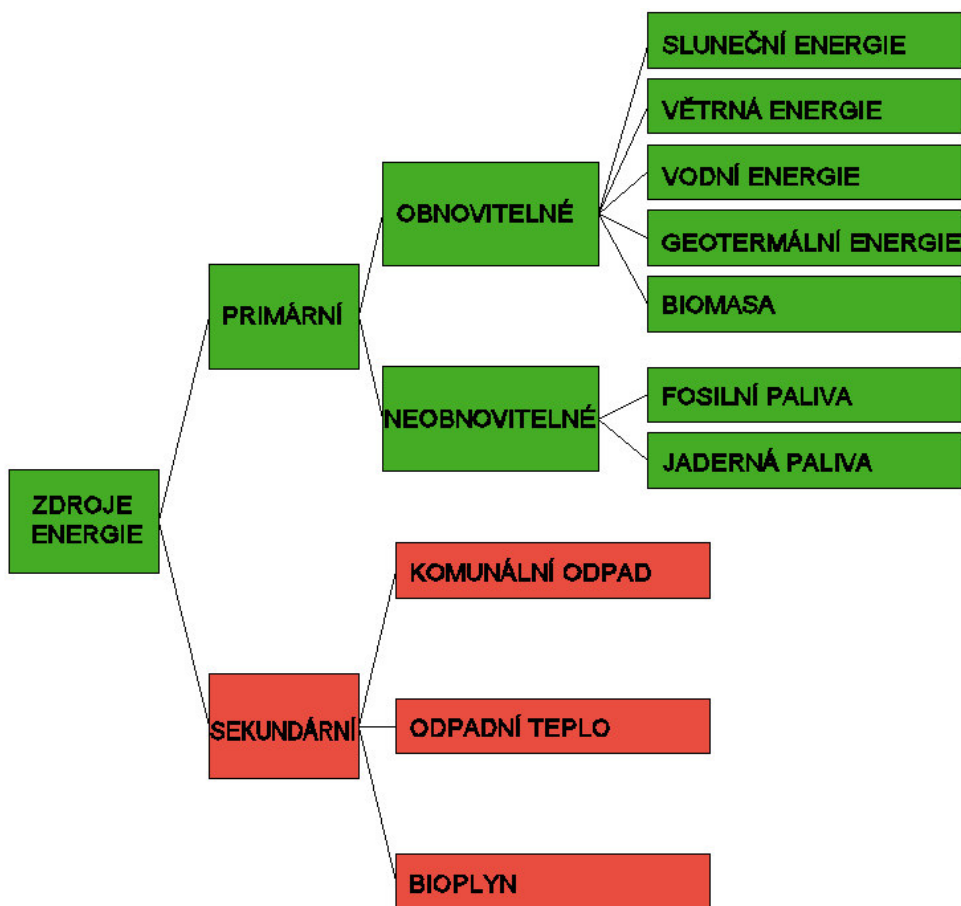 SLUNEČNÍ ENERGIE
VĚTRNÁ ENERGIE
VODNÍ ENERGIE
OBNOVITELNÉ
GEOTERMÁLNÍ ENERGIE
BIOMASA
PRIMÁRNÍ
FOSILNÍ PALIVA
NEOBNOVITELNÉ
JADERNÁ PALIVA
ZDROJE
ENERGIE
KOMUNÁLNÍ ODPAD
SEKUNDÁRNÍ
ODPADNÍ TEPLO
BIOPLYN